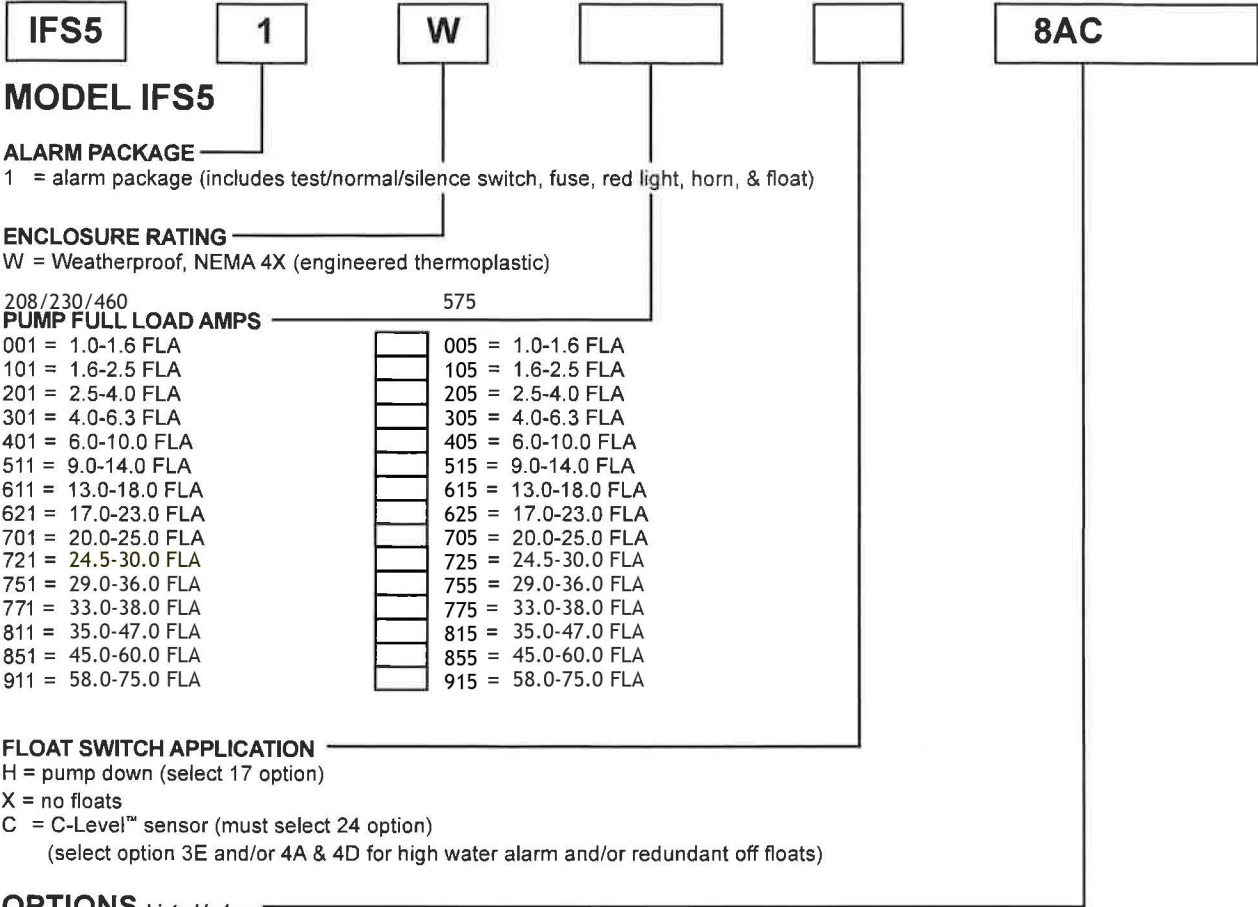 IFS5 1 W 8AC
MODEL IFS5
ALARM PACKAGE
1 = alarm package (includes test/normal/silence switch, fuse, red light, horn, & float)
ENCLOSURE RATING
W = Weatherproof, NEMA 4X (engineered thermoplastic)
208/230/460 575
PUMP FULL LOAD AMPS
001 = 1.0-1.6 FLA 005 = 1.0-1.6 FLA
101 = 1.6-2.5 FLA 105 = 1.6-2.5 FLA
201 = 2.5-4.0 FLA 205 = 2.5-4.0 FLA
301 = 4.0-6.3 FLA 305 = 4.0-6.3 FLA
401 = 6.0-10.0 FLA 405 = 6.0-10.0 FLA
511 = 9.0-14.0 FLA 515 = 9.0-14.0 FLA
611 = 13.0-18.0 FLA 615 = 13.0-18.0 FLA
621 = 17.0-23.0 FLA 625 = 17.0-23.0 FLA
701 = 20.0-25.0 FLA 705 = 20.0-25.0 FLA
721 = 24.5-30.0 FLA 725 = 24.5-30.0 FLA
751 = 29.0-36.0 FLA 755 = 29.0-36.0 FLA
771 = 33.0-38.0 FLA 775 = 33.0-38.0 FLA
811 = 35.0-47.0 FLA 815 = 35.0-47.0 FLA
851 = 45.0-60.0 FLA 855 = 45.0-60.0 FLA
911 = 58.0-75.0 FLA 915 = 58.0-75.0 FLA
FLOAT SWITCH APPLICATION
H = pump down (select 17 option)
X = no floats
C = C-Level™ sensor (must select 24 option)
(select option 3E and/or 4A & 4D for high water alarm and/or redundant off floats)
OPTIONS